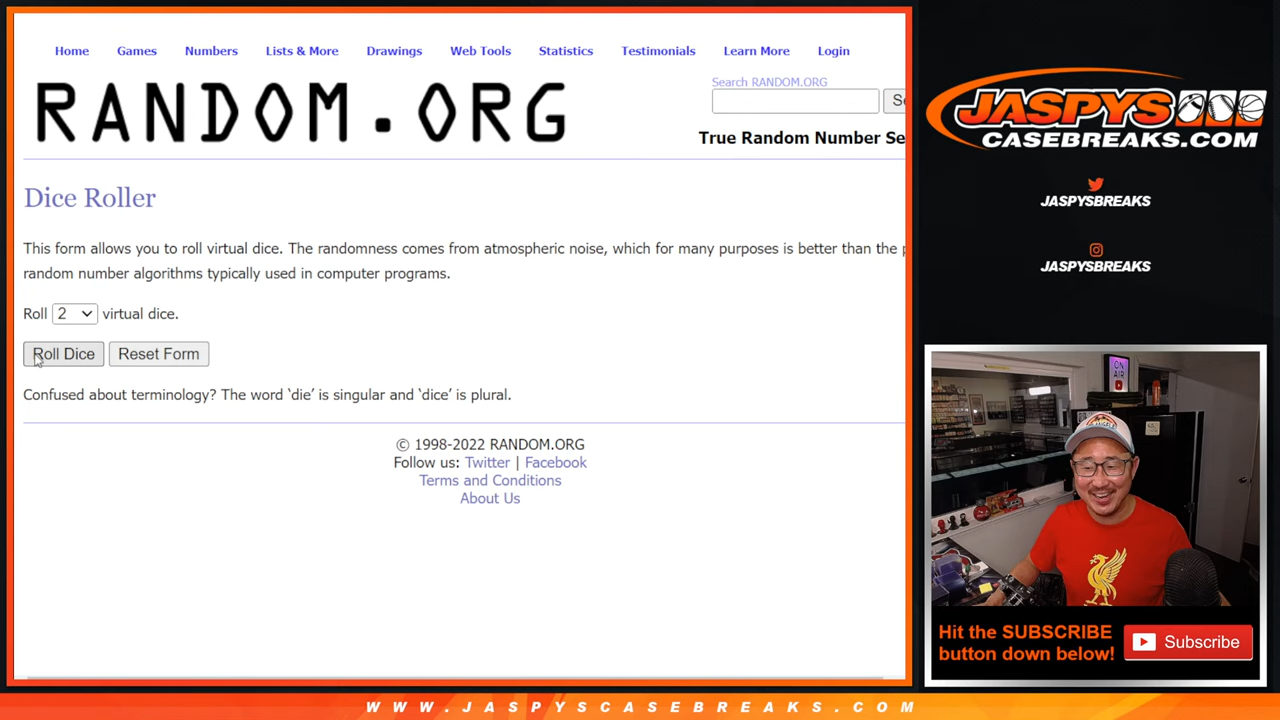 Home Games Numbers Lists & More Drawings Web Tools Statistics Testimonials Learn More Login
Search RANDOM.ORG
RANDOM.ORG
True Random Number Se
Dice Roller
This form allows you to roll virtual dice. The randomness comes from atmospheric noise, which for many purposes is better than the
random number algorithms typically used in computer programs.
Roll 2 virtual dice.
Roll Dice Reset Form
Confused about terminology? The word ‘die’ is singular and ‘dice’ is plural.
© 1998-2022 RANDOM.ORG
Follow us: Twitter | Facebook
Terms and Conditions
About Us
JASPYS
CASEBREAKS.COM
JASPYSBREAKS
JASPYSBREAKS
ON
AIR
Hit the SUBSCRIBE
button down below!
Subscribe
WWW.JASPYSCASEBREAKS.COM